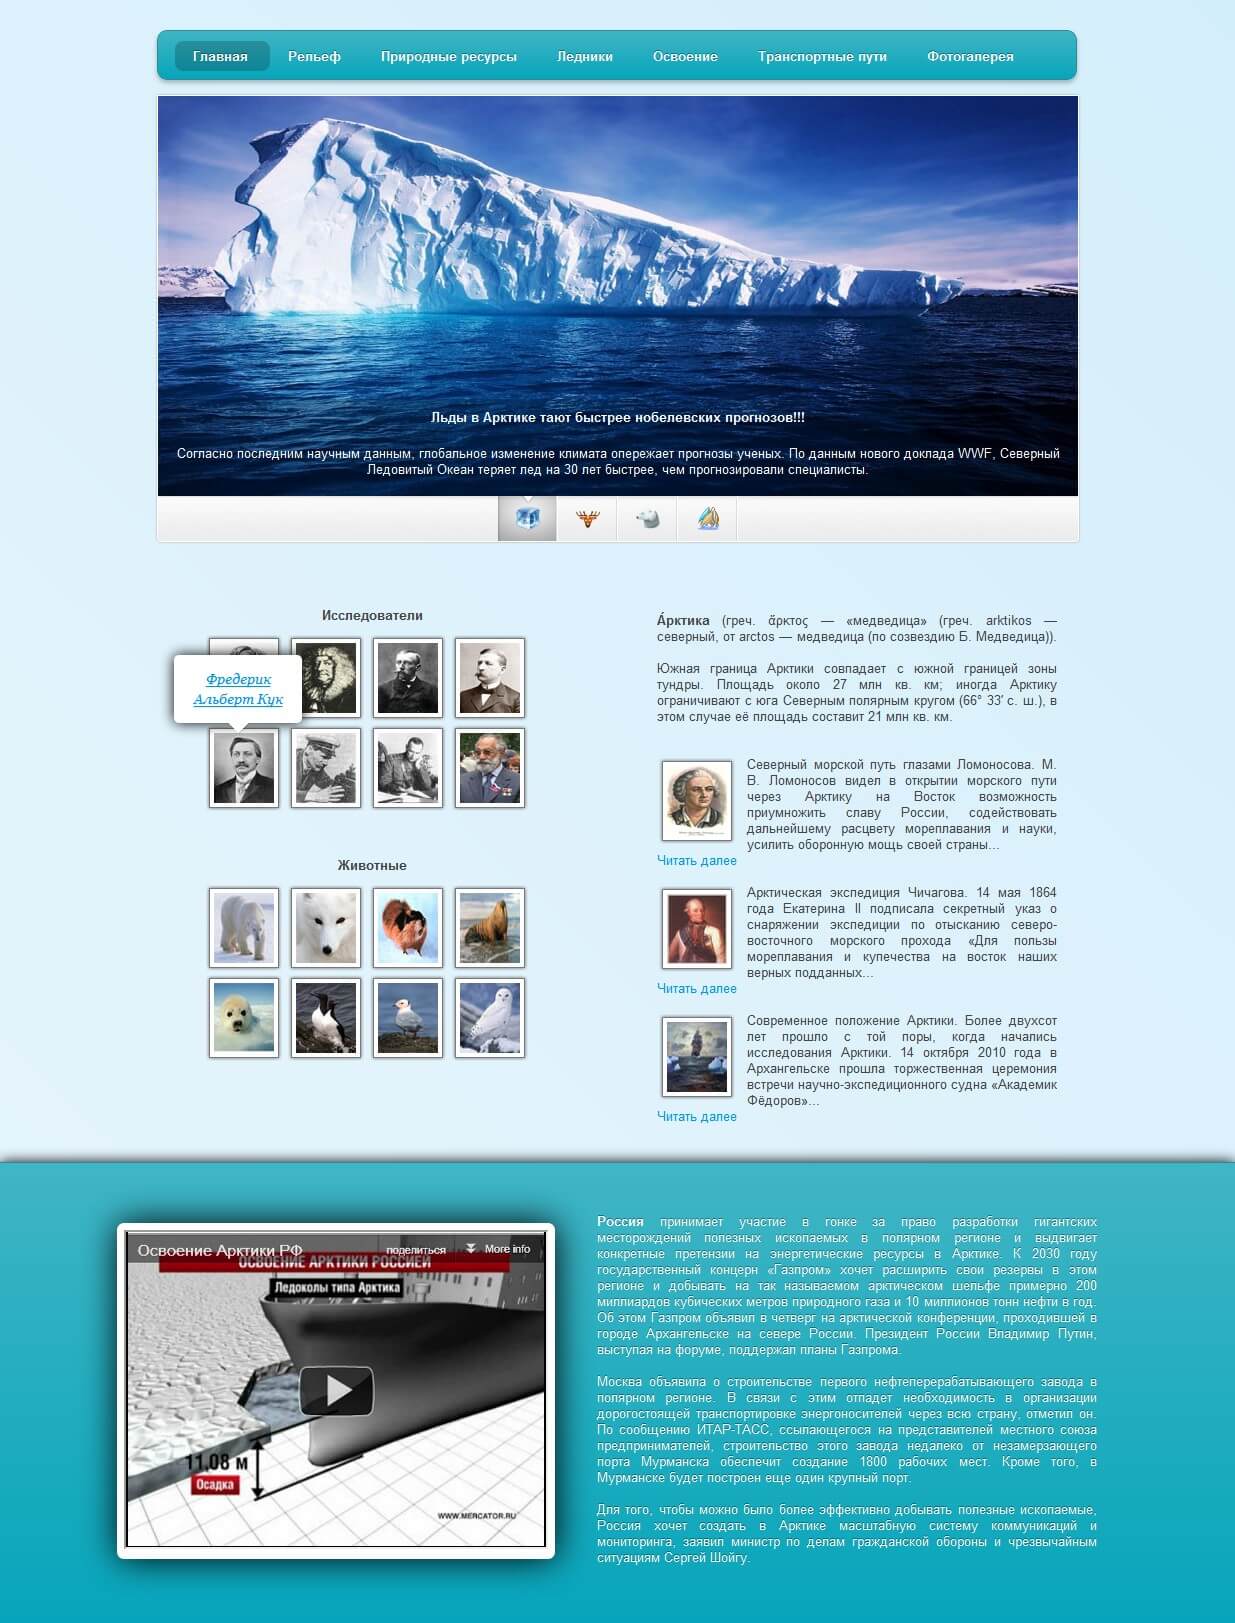 Главная Рельеф Природные ресурсы Ледники Освоение Транспортные пути Фотогалерея
Льды в Арктике тают быстрее нобелевских прогнозов!!!
Согласно последним научным данным, глобальное изменение климата опережает прогнозы ученых. По данным нового доклада WWF, Северный
Ледовитый Океан теряет лед на 30 лет быстрее, чем прогнозировали специалисты.
Исследователи
Фредерик
Альберт Кук
Животные
А́рктика (греч. ἄρκτος — «медведица» (греч. arktikos —
северный, от arctos — медведица (по созвездию Б. Медведица)).
Южная граница Арктики совпадает с южной границей зоны
тундры. Площадь около 27 млн кв. км; иногда Арктику
ограничивают с юга Северным полярным кругом (66° 33′ с. ш.), в
этом случае её площадь составит 21 млн кв. км.
Северный морской путь глазами Ломоносова. М.
В. Ломоносов видел в открытии морского пути
через Арктику на Восток возможность
приумножить славу России, содействовать
дальнейшему расцвету мореплавания и науки,
усилить оборонную мощь своей страны...
Читать далее
Арктическая экспедиция Чичагова. 14 мая 1864
года Екатерина II подписала секретный указ о
снаряжении экспедиции по отысканию северо-
восточного морского прохода «Для пользы
мореплавания и купечества на восток наших
верных подданных...
Читать далее
Современное положение Арктики. Более двухсот
лет прошло с той поры, когда начались
исследования Арктики. 14 октября 2010 года в
Архангельске прошла торжественная церемония
встречи научно-экспедиционного судна «Академик
Фёдоров»...
Читать далее
Освоение Арктики РФ поделиться More info
ОСВОЕНИЕ АРКТИКИ РОССИЕЙ
Ледоколы типа Арктика
11,08 м
Осадка
WWW.MERCATOR.RU
Россия принимает участие в гонке за право разработки гигантских
месторождений полезных ископаемых в полярном регионе и выдвигает
конкретные претензии на энергетические ресурсы в Арктике. К 2030 году
государственный концерн «Газпром» хочет расширить свои резервы в этом
регионе и добывать на так называемом арктическом шельфе примерно 200
миллиардов кубических метров природного газа и 10 миллионов тонн нефти в год.
Об этом Газпром объявил в четверг на арктической конференции, проходившей в
городе Архангельске на севере России. Президент России Владимир Путин,
выступая на форуме, поддержал планы Газпрома.
Москва объявила о строительстве первого нефтеперерабатывающего завода в
полярном регионе. В связи с этим отпадет необходимость в организации
дорогостоящей транспортировке энергоносителей через всю страну, отметил он.
По сообщению ИТАР-ТАСС, ссылающегося на представителей местного союза
предпринимателей, строительство этого завода недалеко от незамерзающего
порта Мурманска обеспечит создание 1800 рабочих мест. Кроме того, в
Мурманске будет построен еще один крупный порт.
Для того, чтобы можно было более эффективно добывать полезные ископаемые,
Россия хочет создать в Арктике масштабную систему коммуникаций и
мониторинга, заявил министр по делам гражданской обороны и чрезвычайным
ситуациям Сергей Шойгу.